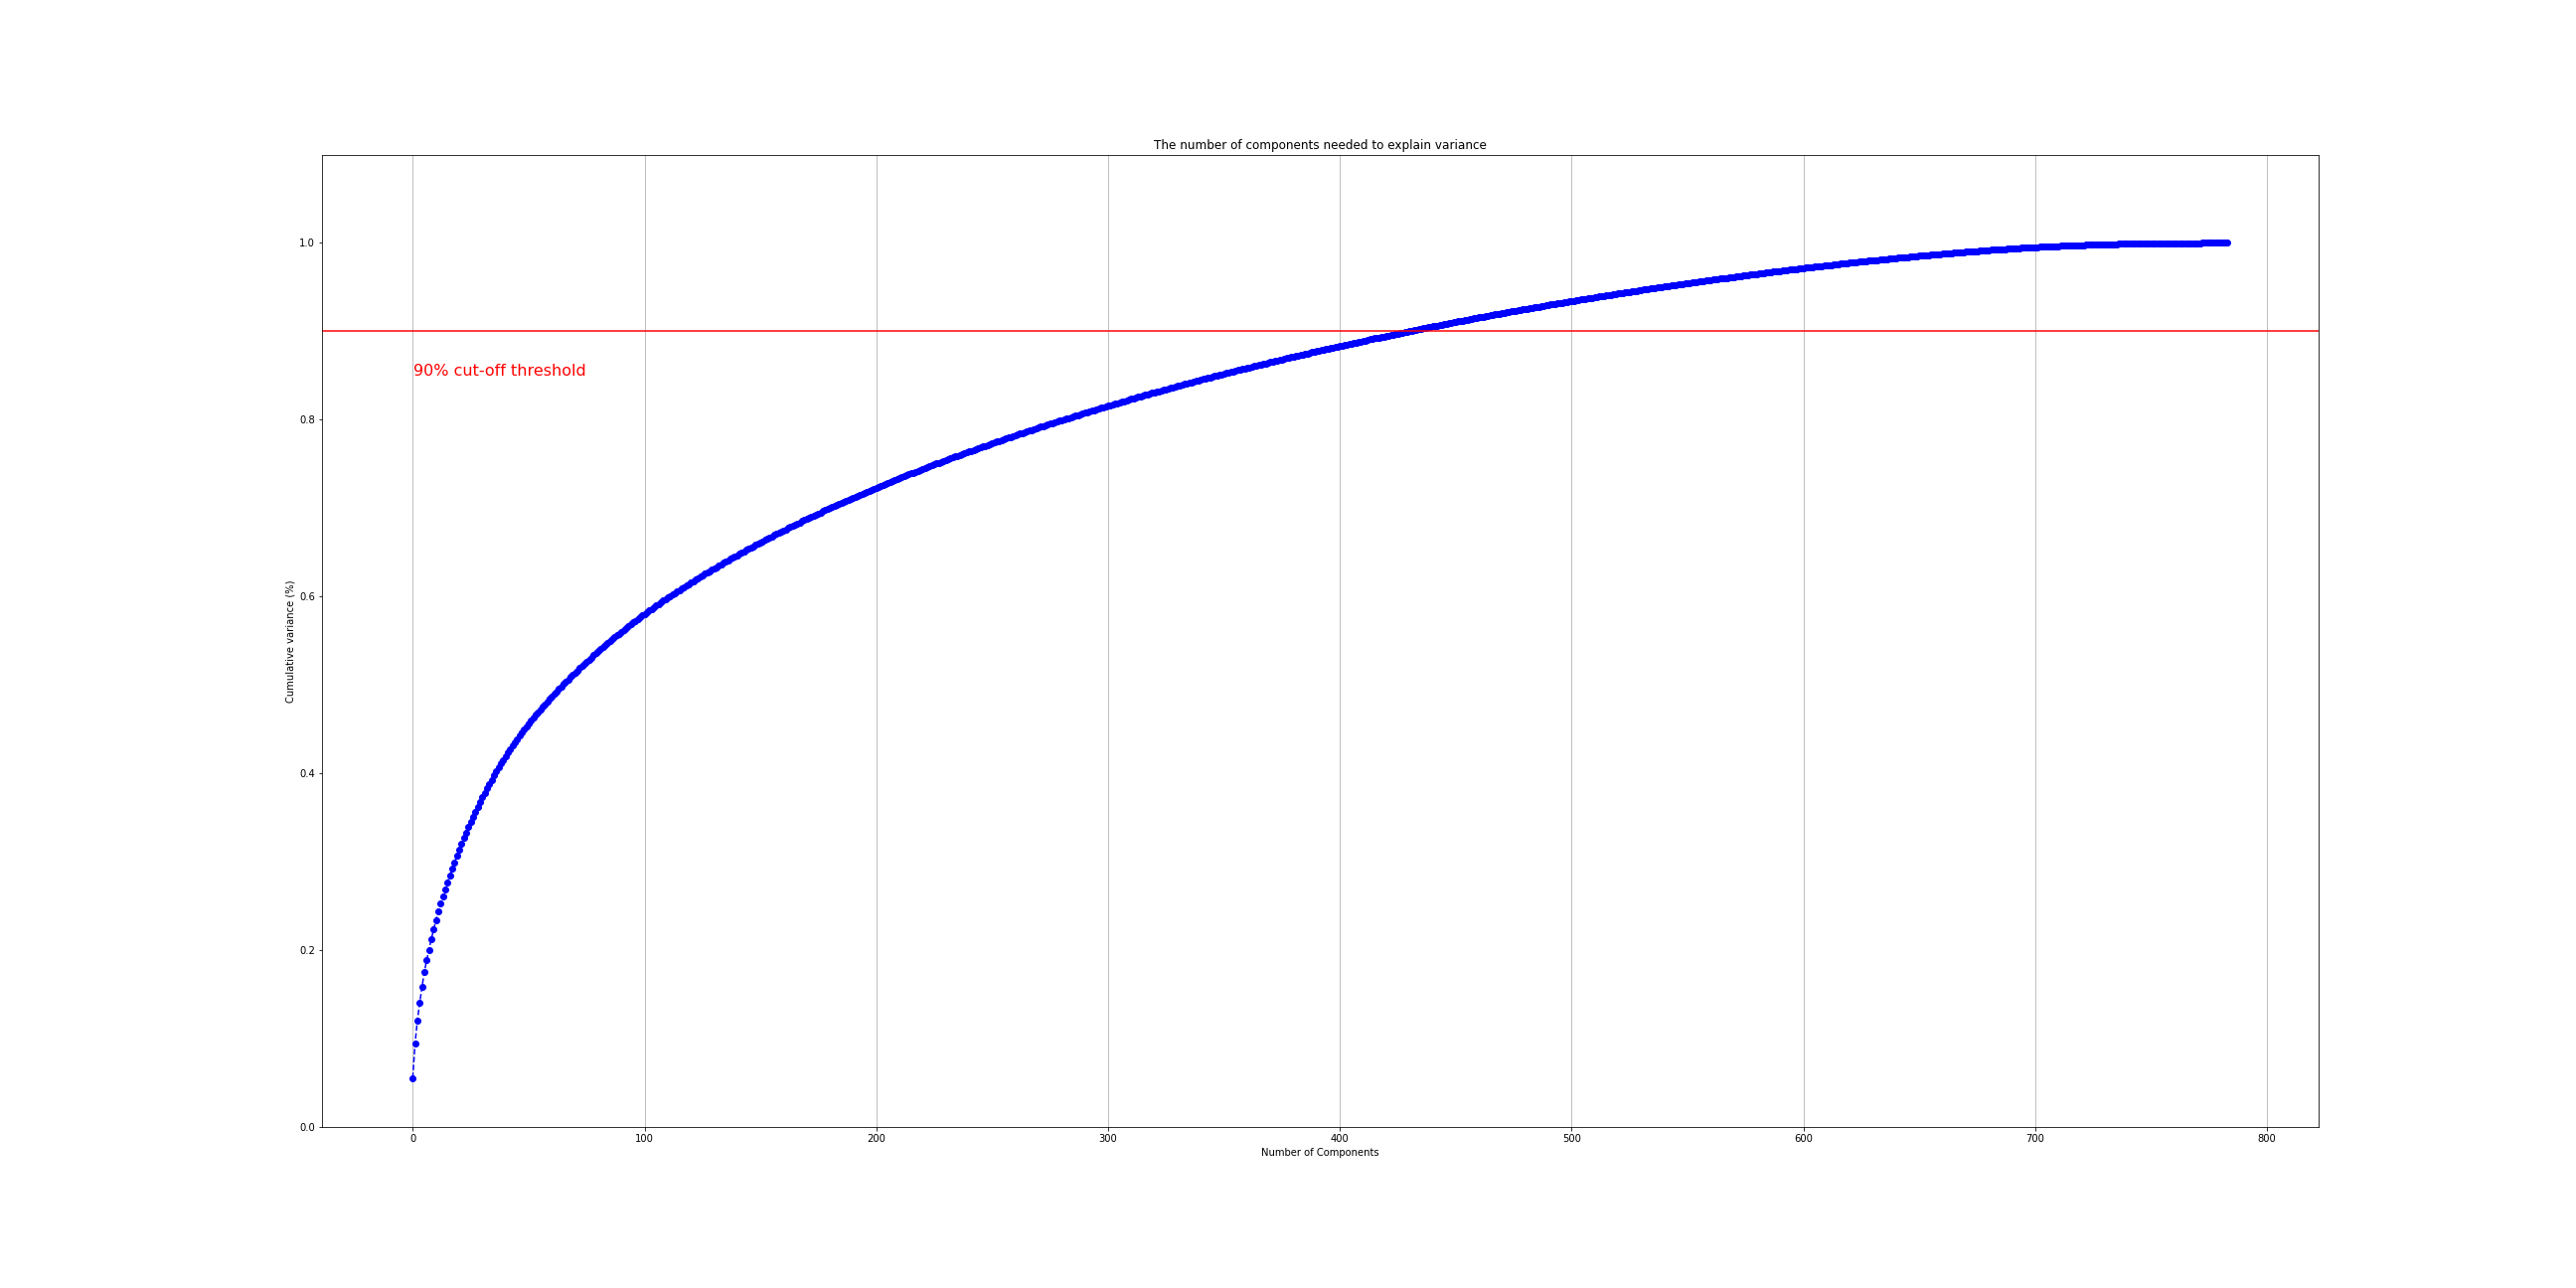 The number of components needed to explain variance
1.0
90% cut-off threshold
0.8
0.6
Cumulative variance (%)
0.4
0.2
0.0
0 100 200 300 400 500 600 700 800
Number of Components